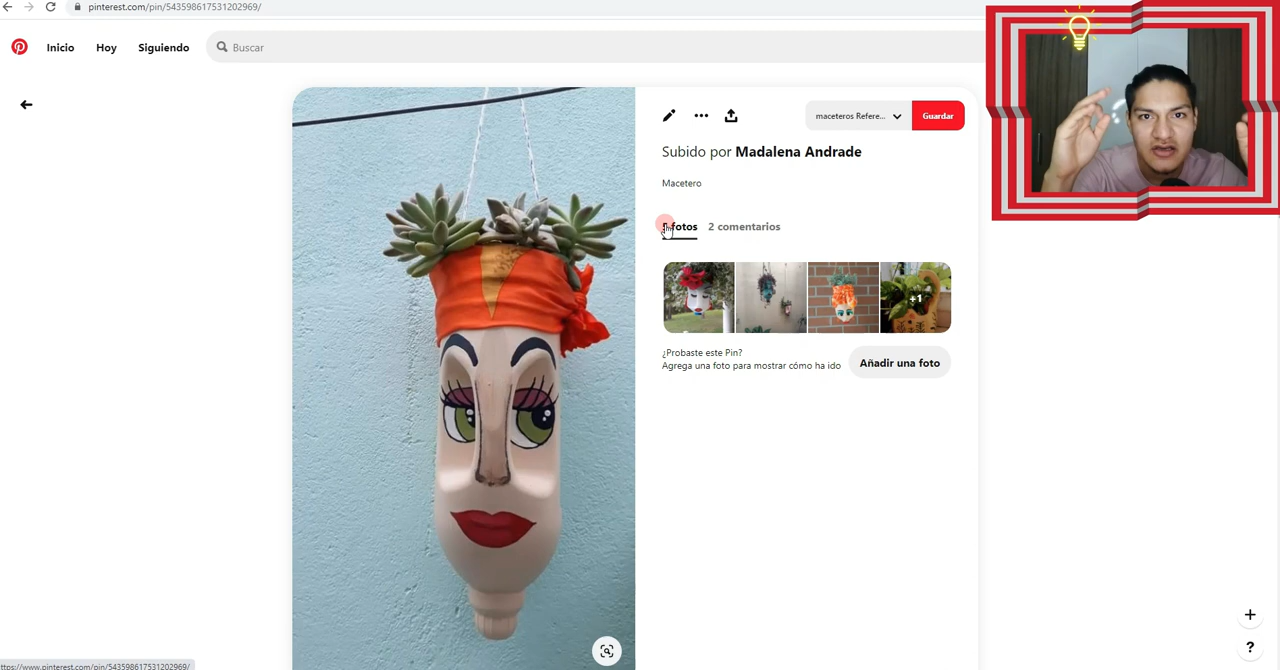 pinterest.com/pin/543598617531202969/
Inicio
Hoy
Siguiendo
Buscar
maceteros Refere...
Guardar
Subido por Madalena Andrade
Macetero
fotos
2 comentarios
+1
¿Probaste este Pin?
Agrega una foto para mostrar cómo ha ido
Añadir una foto
?
ttps://www.pinterest.com/pin/543598617531202969/